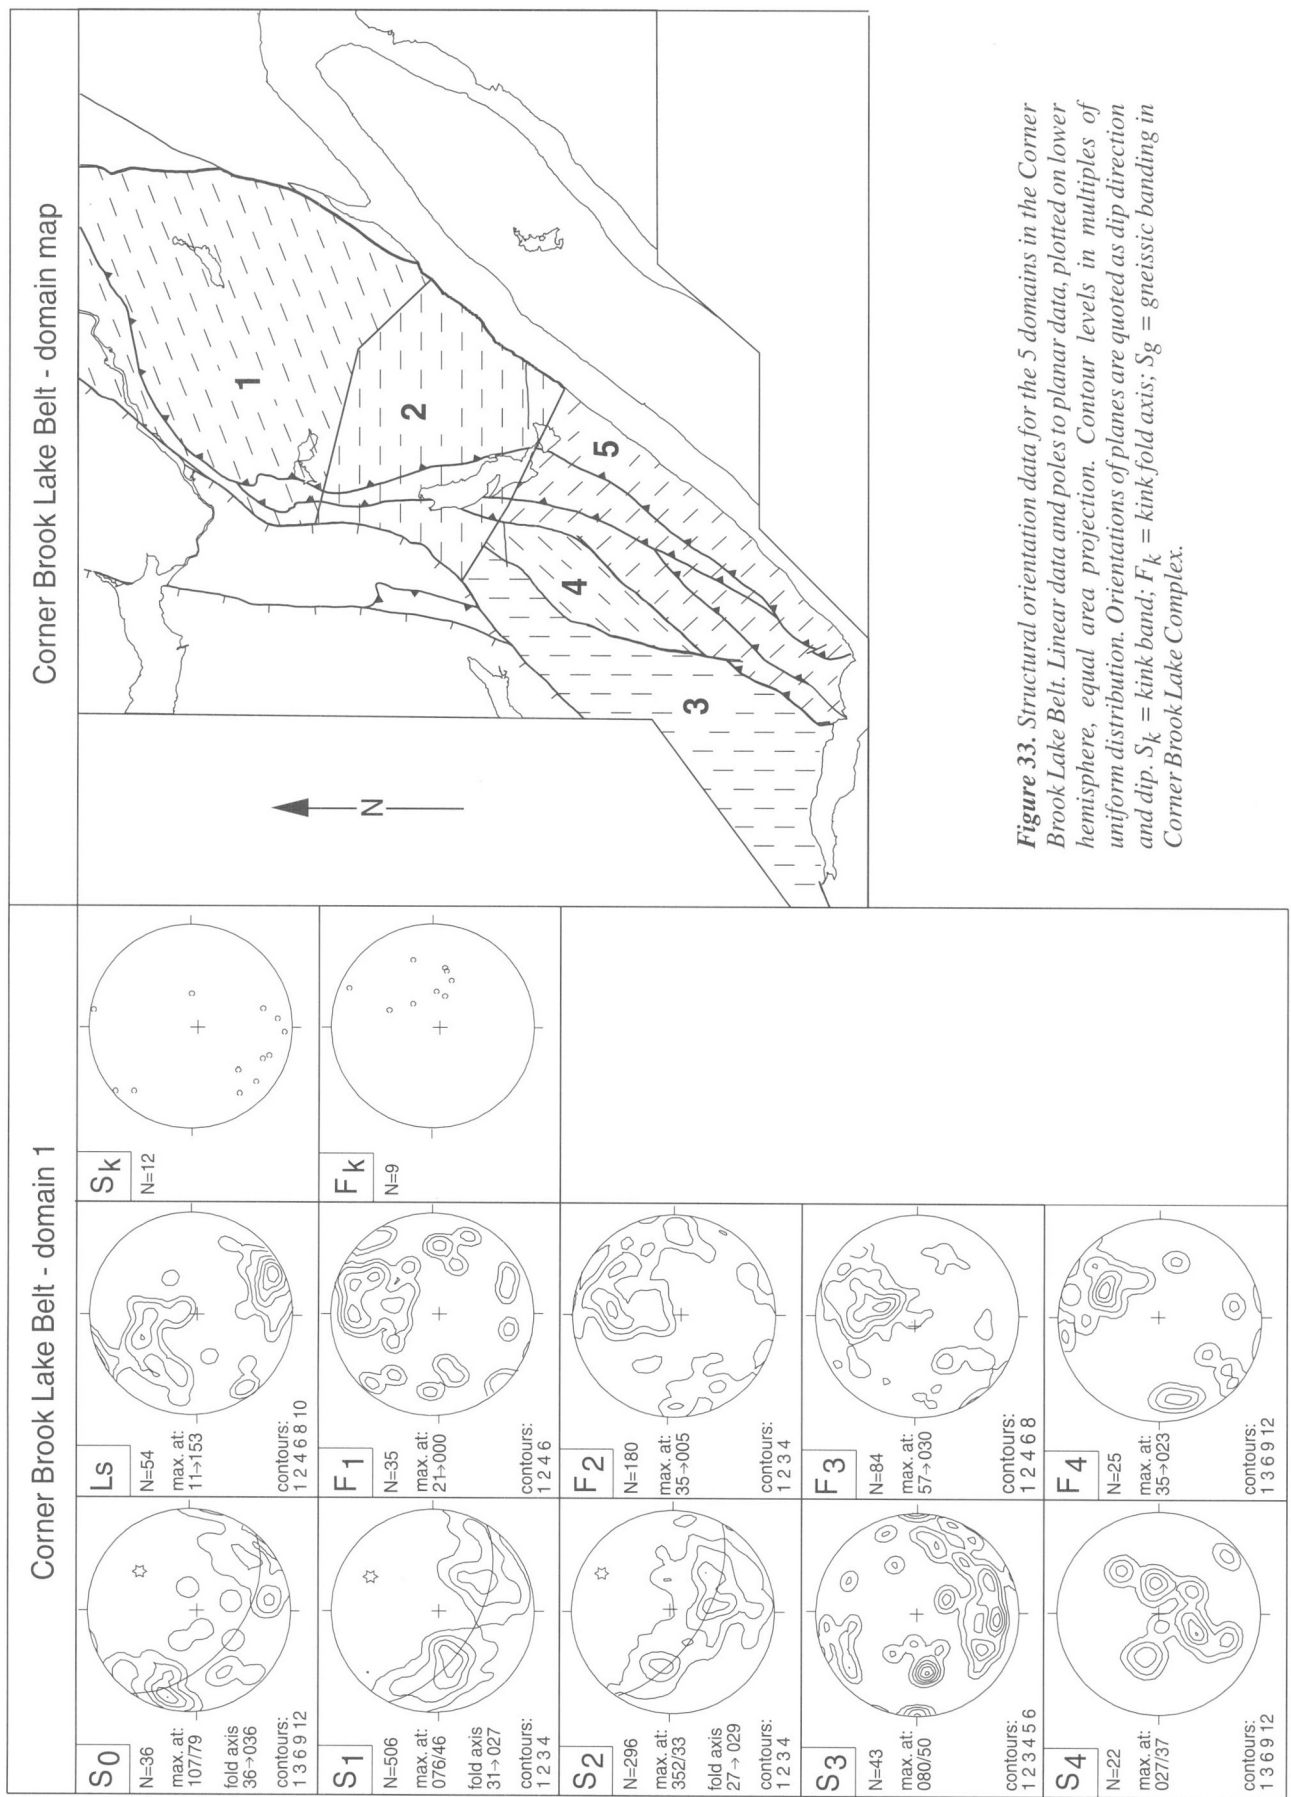 Corner Brook Lake Belt - domain 1
S0
N=36
max. at:
107/79
fold axis
36→036
contours:
1 3 6 9 12
Ls
N=54
max. at:
11→153
contours:
1 2 4 6 8 10
Sk
N=12
S1
N=506
max. at:
076/46
fold axis
31→027
contours:
1 2 3 4
F1
N=35
max. at:
21→000
contours:
1 2 4 6
Fk
N=9
S2
N=296
max. at:
352/33
fold axis
27→029
contours:
1 2 3 4
F2
N=180
max. at:
35→005
contours:
1 2 3 4
S3
N=43
max. at:
080/50
contours:
1 2 3 4 5 6
F3
N=84
max. at:
57→030
contours:
1 2 4 6 8
S4
N=22
max. at:
027/37
contours:
1 3 6 9 12
F4
N=25
max. at:
35→023
contours:
1 3 6 9 12
Corner Brook Lake Belt - domain map
N
1
2
3
4
5
Figure 33. Structural orientation data for the 5 domains in the Corner
Brook Lake Belt. Linear data and poles to planar data, plotted on lower
hemisphere, equal area projection. Contour levels in multiples of
uniform distribution. Orientations of planes are quoted as dip direction
and dip. Sk = kink band; Fk = kink fold axis; Sg = gneissic banding in
Corner Brook Lake Complex.